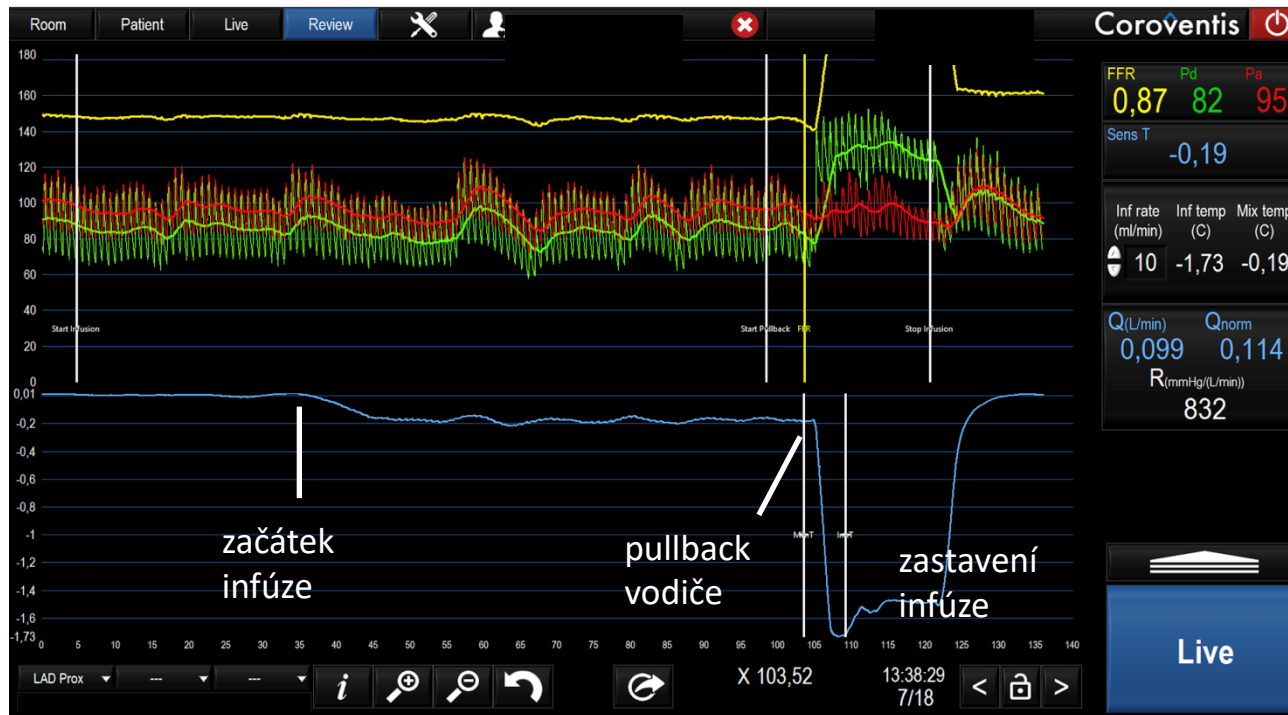 Room Patient Live Review Coroventis
180
160
140
120
100
80
60
40
20
0
Start Infusion Start Pullback FFR Stop Infusion
FFR Pd Pa
0,87 82 95
Sens T
-0,19
Inf rate Inf temp Mix temp
(ml/min) (C) (C)
10 -1,73 -0,19
Q(L/min) Qnorm
0,099 0,114
R(mmHg/(L/min))
832
0,01
-0,2
-0,4
-0,6
-0,8
-1
-1,2
-1,4
-1,6
-1,73
MixT InfT
začátek
infúze
pullback
vodiče
zastavení
infúze
0 5 10 15 20 25 30 35 40 45 50 55 60 65 70 75 80 85 90 95 100 105 110 115 120 125 130 135 140
LAD Prox --- --- i X 103,52 13:38:29
7/18 < >
Live